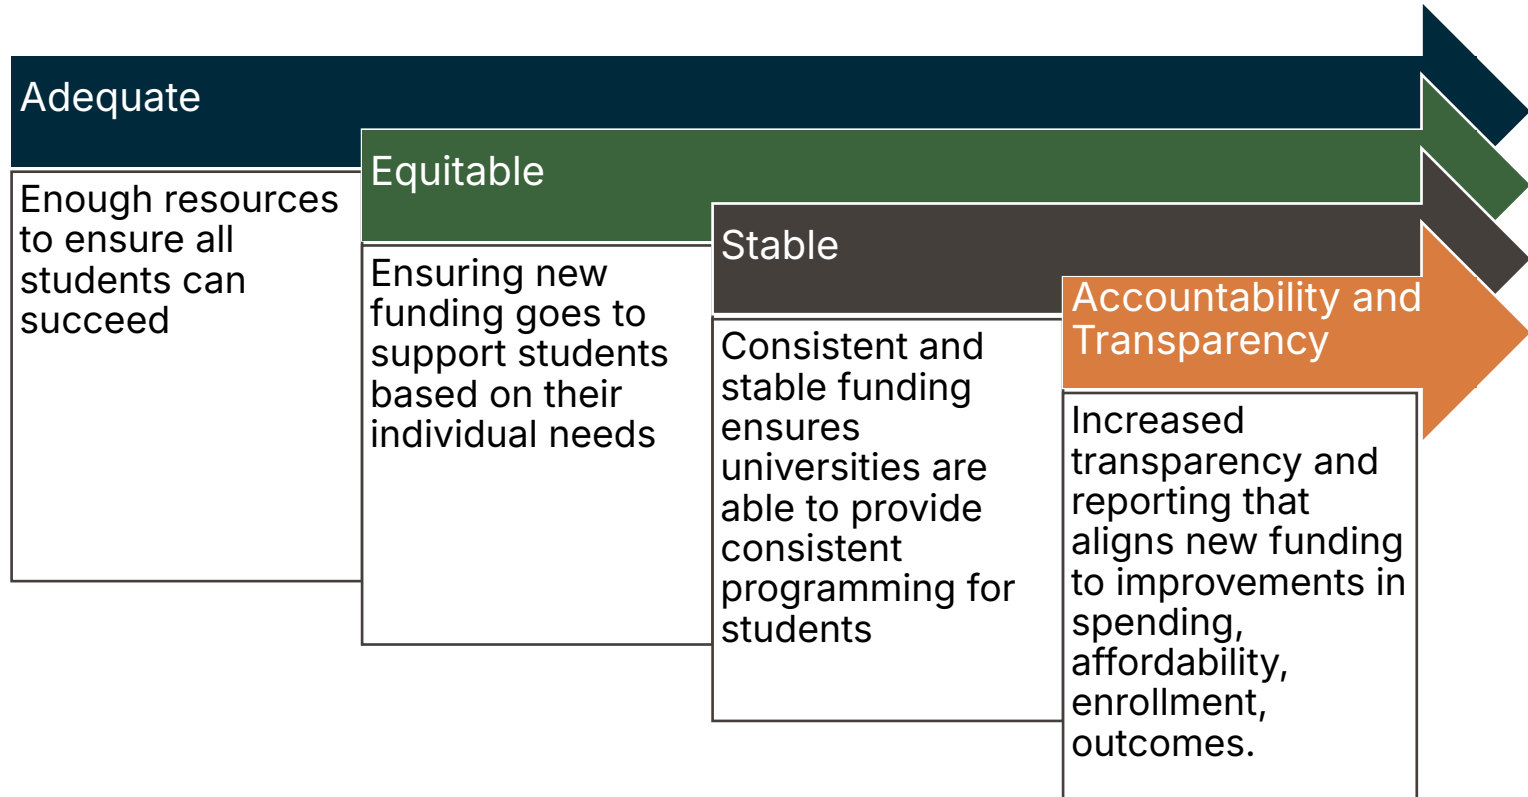 Adequate
Enough resources
to ensure all
students can
succeed
Equitable
Ensuring new
funding goes to
support students
based on their
individual needs
Stable
Consistent and
stable funding
ensures
universities are
able to provide
consistent
programming for
students
Accountability and
Transparency
Increased
transparency and
reporting that
aligns new funding
to improvements in
spending,
affordability,
enrollment,
outcomes.